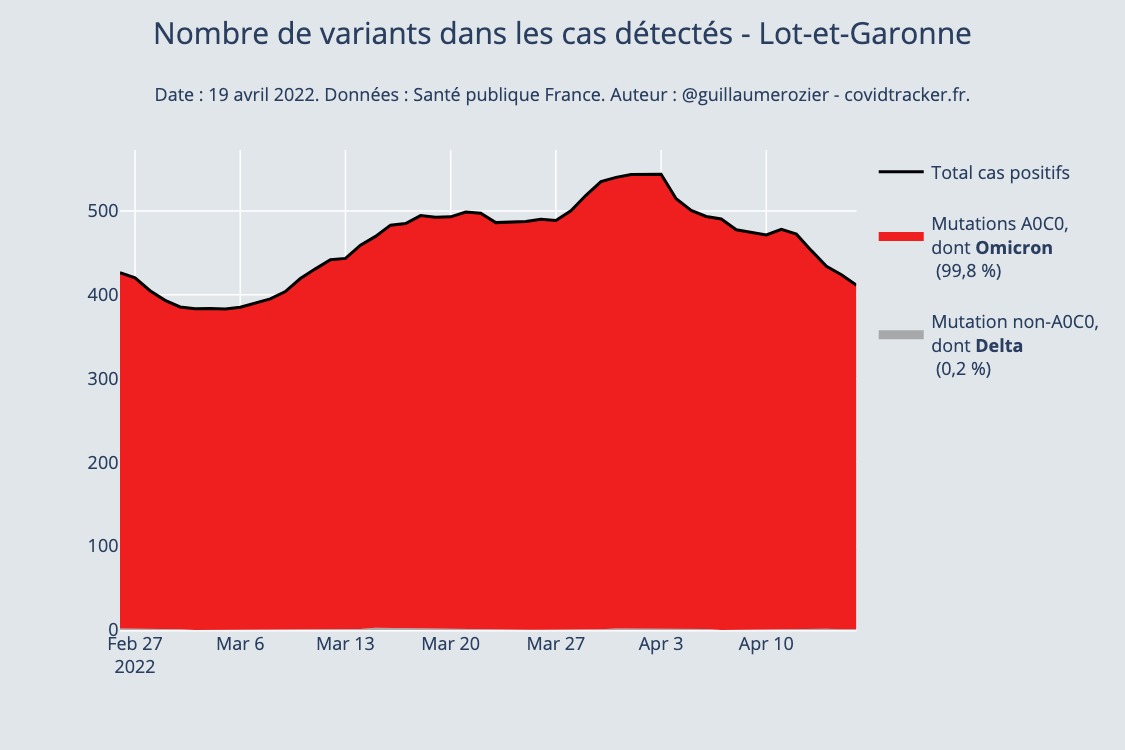 Nombre de variants dans les cas détectés - Lot-et-Garonne
Date : 19 avril 2022. Données : Santé publique France. Auteur : @guillaumerozier - covidtracker.fr.
Total cas positifs
Mutations A0C0,
dont Omicron
(99,8 %)
Mutation non-A0C0,
dont Delta
(0,2 %)
500
400
300
200
100
0
Feb 27
2022
Mar 6
Mar 13
Mar 20
Mar 27
Apr 3
Apr 10